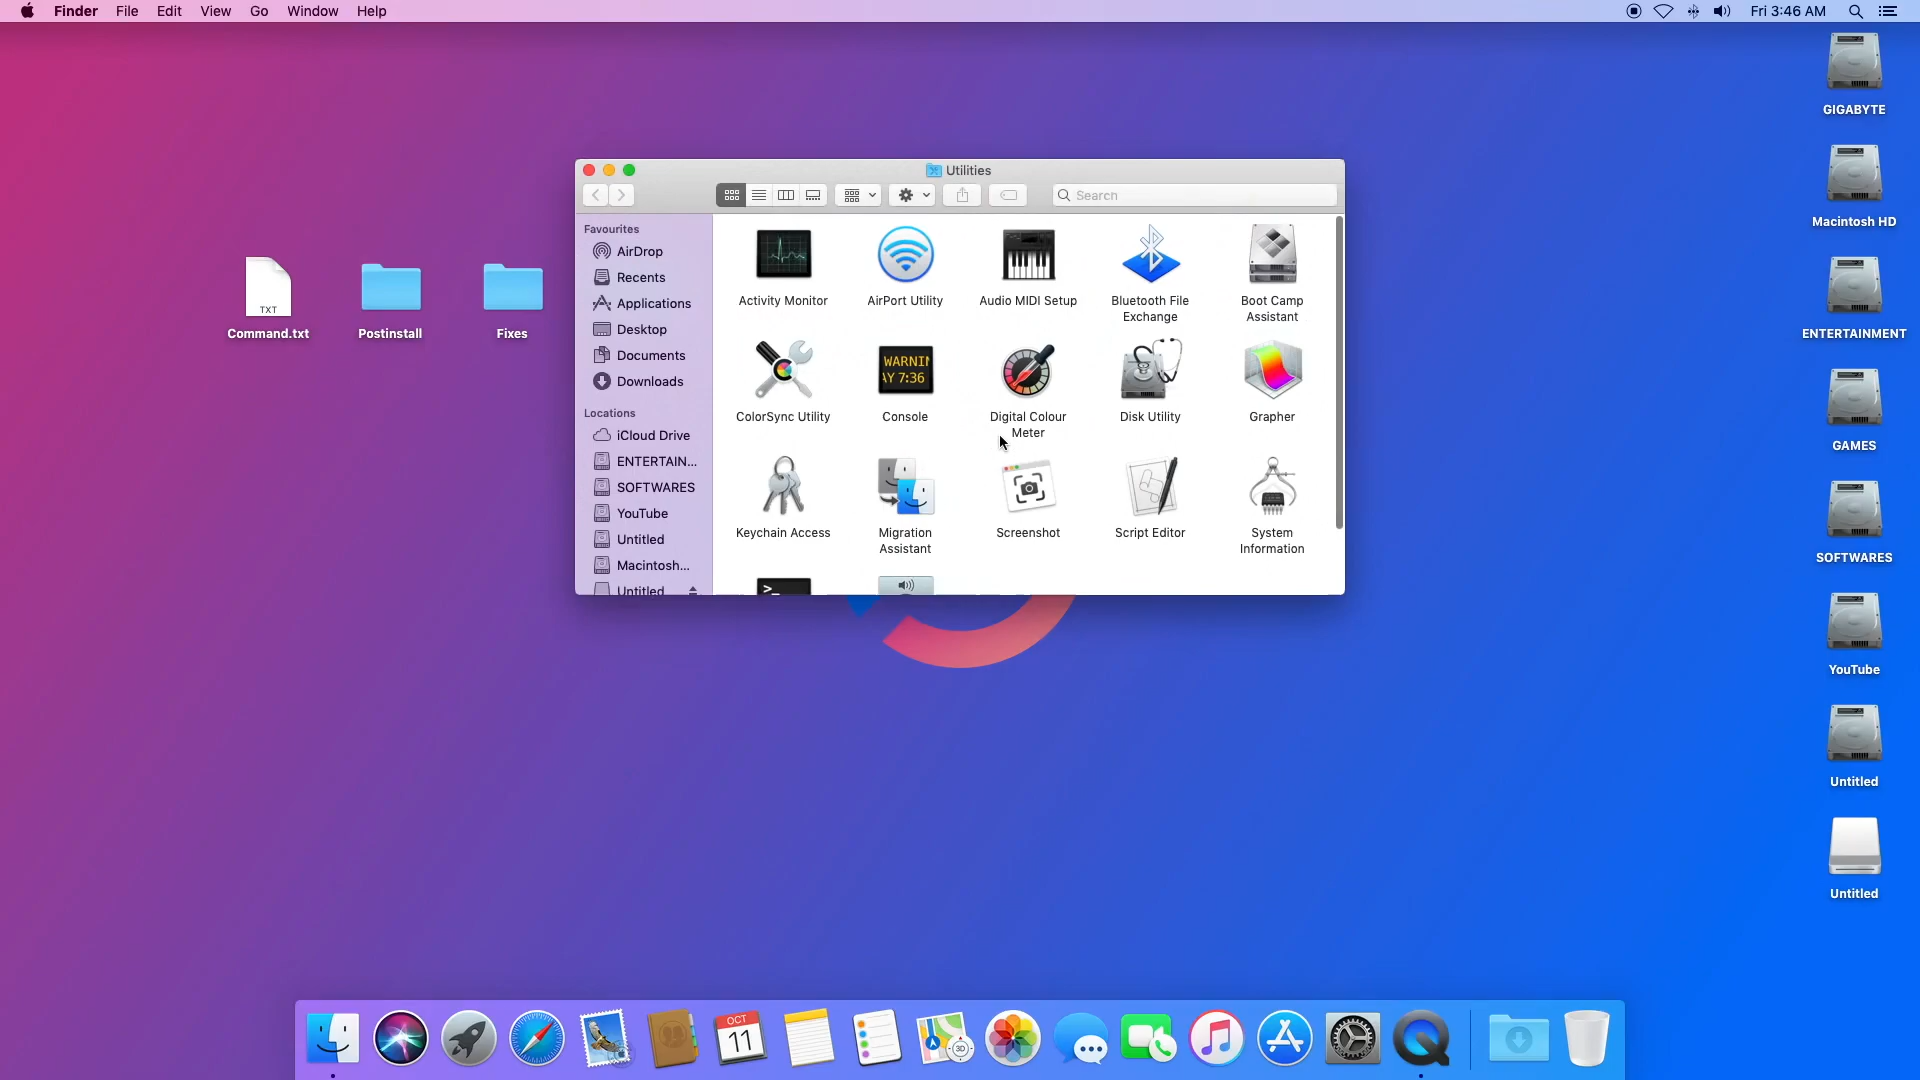 Finder File Edit View Go Window Help
Fri 3:46 AM
GIGABYTE
Macintosh HD
ENTERTAINMENT
GAMES
SOFTWARES
YouTube
Untitled
Untitled
TXT
Command.txt
Postinstall
Fixes
Utilities
Search
Favourites
AirDrop
Recents
Applications
Desktop
Documents
Downloads
Locations
iCloud Drive
ENTERTAIN...
SOFTWARES
YouTube
Untitled
Macintosh...
Untitled
Activity Monitor
AirPort Utility
Audio MIDI Setup
Bluetooth File
Exchange
Boot Camp
Assistant
WARNIN
AY 7:36
ColorSync Utility
Console
Digital Colour
Meter
Disk Utility
Grapher
Keychain Access
Migration
Assistant
Screenshot
Script Editor
System
Information
>_
OCT
11
3D